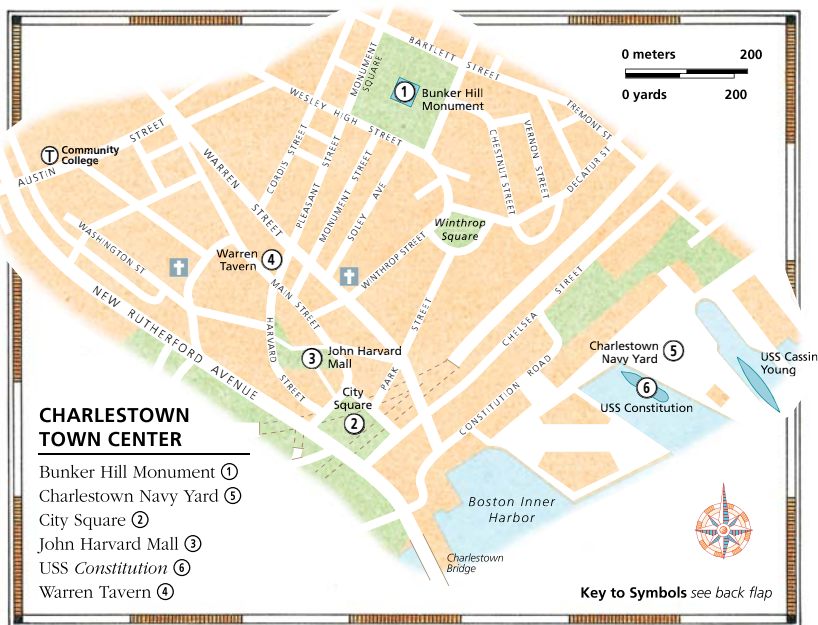 BARTLETT STREET
MONUMENT
SQUARE
0 meters 200
0 yards 200
1
Bunker Hill
Monument
WESLEY HIGH STREET
TREMONT ST
T
Community
College
AUSTIN STREET
WARREN STREET
CORDIS STREET
PLEASANT STREET
MONUMENT STREET
SOLEY AVE
CHESTNUT STREET
VERNON STREET
DECATUR ST
WASHINGTON ST
Warren
Tavern
4
Winthrop
Square
WINTHROP STREET
MAIN STREET
NEW RUTHERFORD AVENUE
HARVARD STREET
3
John Harvard
Mall
PARK STREET
CHELSEA STREET
CONSTITUTION ROAD
Charlestown
Navy Yard
5
USS Cassin
Young
6
USS Constitution
City
Square
2
CHARLESTOWN
TOWN CENTER
Bunker Hill Monument 1
Charlestown Navy Yard 5
City Square 2
John Harvard Mall 3
USS Constitution 6
Warren Tavern 4
Boston Inner
Harbor
Charlestown
Bridge
Key to Symbols see back flap